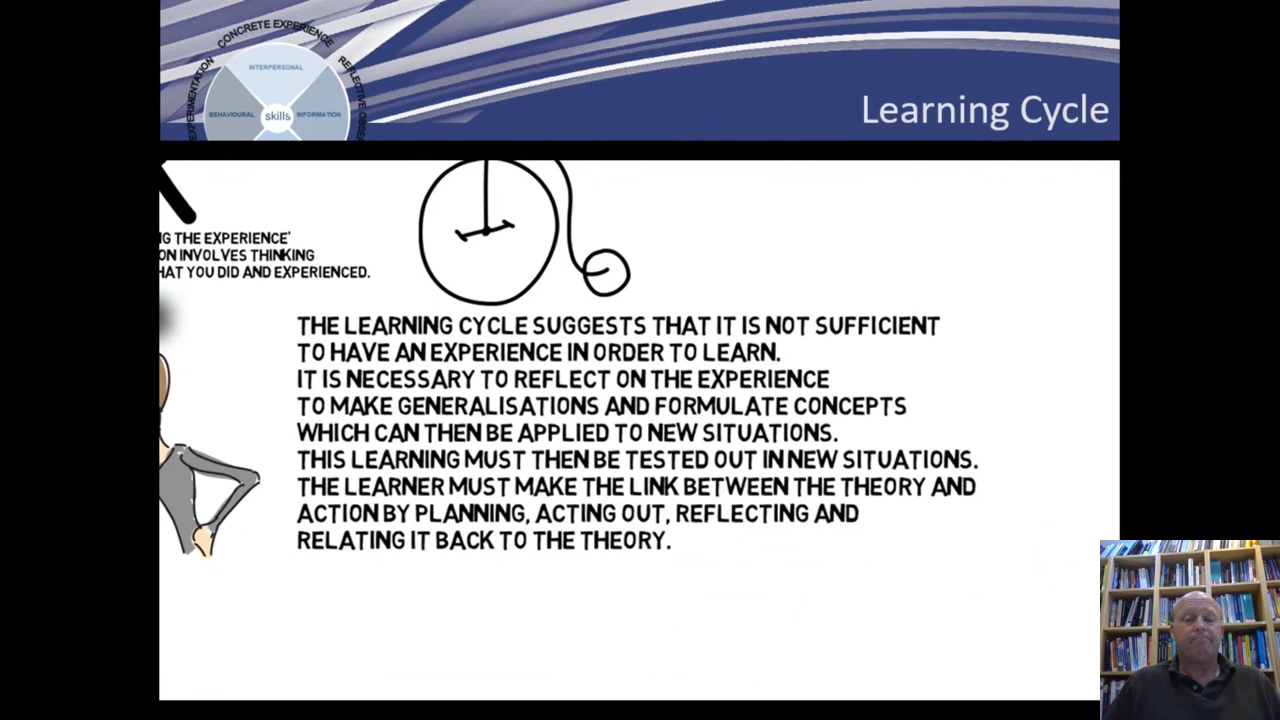 CONCRETE EXPERIENCE
EXPERIMENTATION
REFLECTIVE
INTERPERSONAL
BEHAVIOURAL
skills
INFORMATION
Learning Cycle
THE EXPERIENCE'
INVOLVES THINKING
YOU DID AND EXPERIENCED.
THE LEARNING CYCLE SUGGESTS THAT IT IS NOT SUFFICIENT
TO HAVE AN EXPERIENCE IN ORDER TO LEARN.
IT IS NECESSARY TO REFLECT ON THE EXPERIENCE
TO MAKE GENERALISATIONS AND FORMULATE CONCEPTS
WHICH CAN THEN BE APPLIED TO NEW SITUATIONS.
THIS LEARNING MUST THEN BE TESTED OUT IN NEW SITUATIONS.
THE LEARNER MUST MAKE THE LINK BETWEEN THE THEORY AND
ACTION BY PLANNING, ACTING OUT, REFLECTING AND
RELATING IT BACK TO THE THEORY.